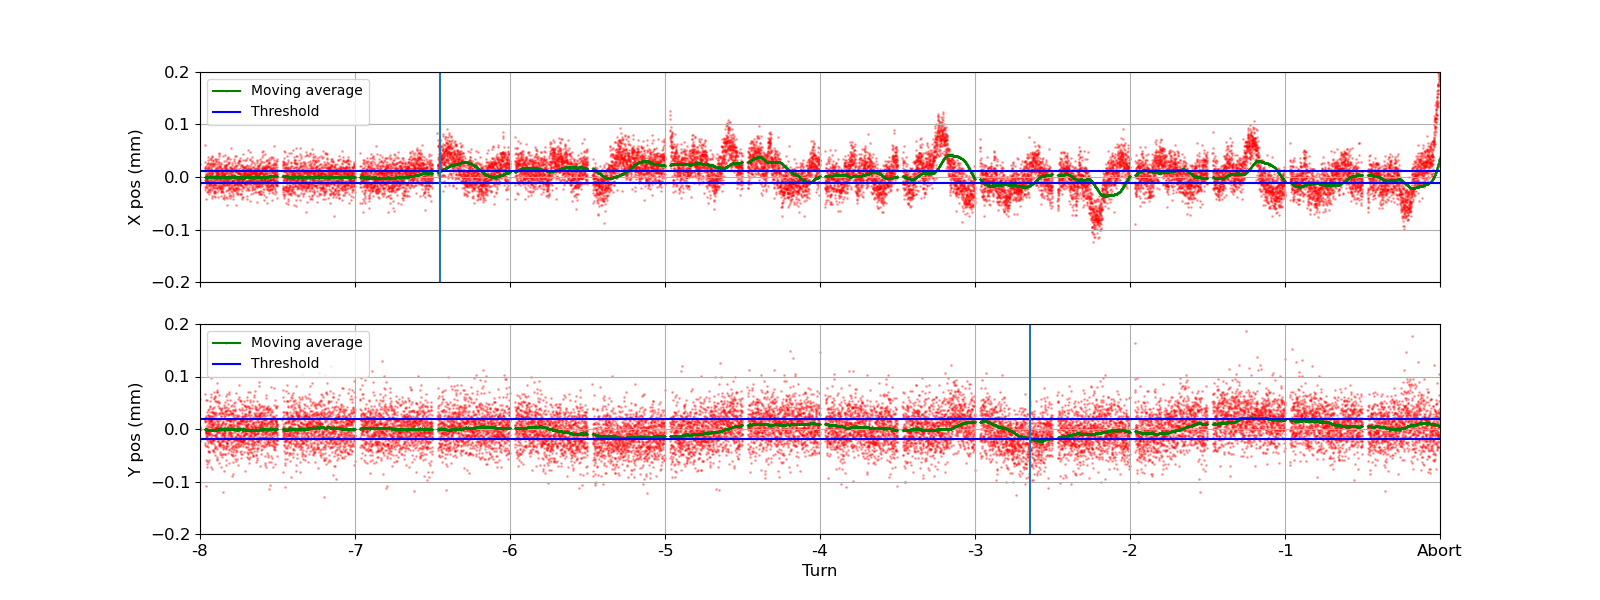 0.2
0.1
0.0
−0.1
−0.2
X pos (mm)
Moving average
Threshold
0.2
0.1
0.0
−0.1
−0.2
Y pos (mm)
Moving average
Threshold
-8 -7 -6 -5 -4 -3 -2 -1 Abort
Turn